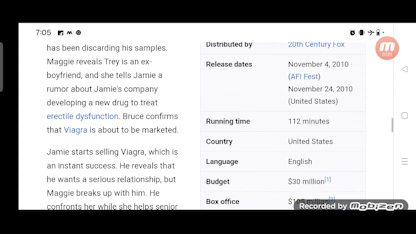 7:05
has been discarding his samples.
Maggie reveals Trey is an ex-
boyfriend, and she tells Jamie a
rumor about Jamie's company
developing a new drug to treat
erectile dysfunction. Bruce confirms
that Viagra is about to be marketed.
Jamie starts selling Viagra, which is
an instant success. He reveals that
he wants a serious relationship, but
Maggie breaks up with him. He
confronts her while she helps senior
Distributed by 20th Century Fox
Release dates November 4, 2010
(AFI Fest)
November 24, 2010
(United States)
Running time 112 minutes
Country United States
Language English
Budget $30 million[1]
Box office
Recorded by mobizen